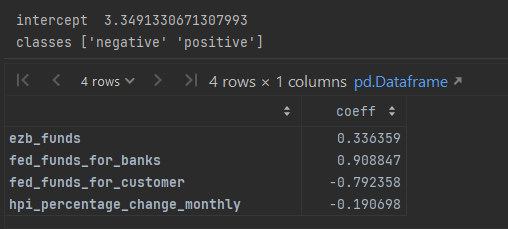 intercept  3.3491330671307993
classes ['negative' 'positive']
4 rows 4 rows × 1 columns pd.Dataframe
coeff
ezb_funds 0.336359
fed_funds_for_banks 0.908847
fed_funds_for_customer -0.792358
hpi_percentage_change_monthly -0.190698